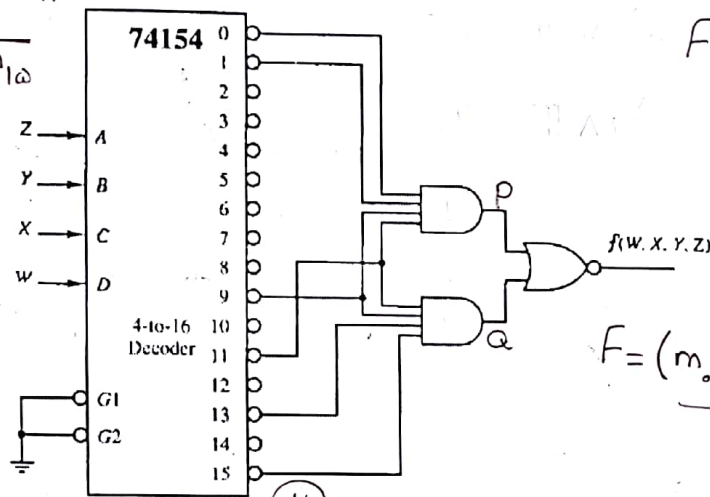 74154
0
1
2
3
4
5
6
7
8
9
10
11
12
13
14
15
Z
A
Y
B
X
C
W
D
4-to-16
Decoder
G1
G2
P
Q
f(W, X, Y, Z)
F
F = (m₀